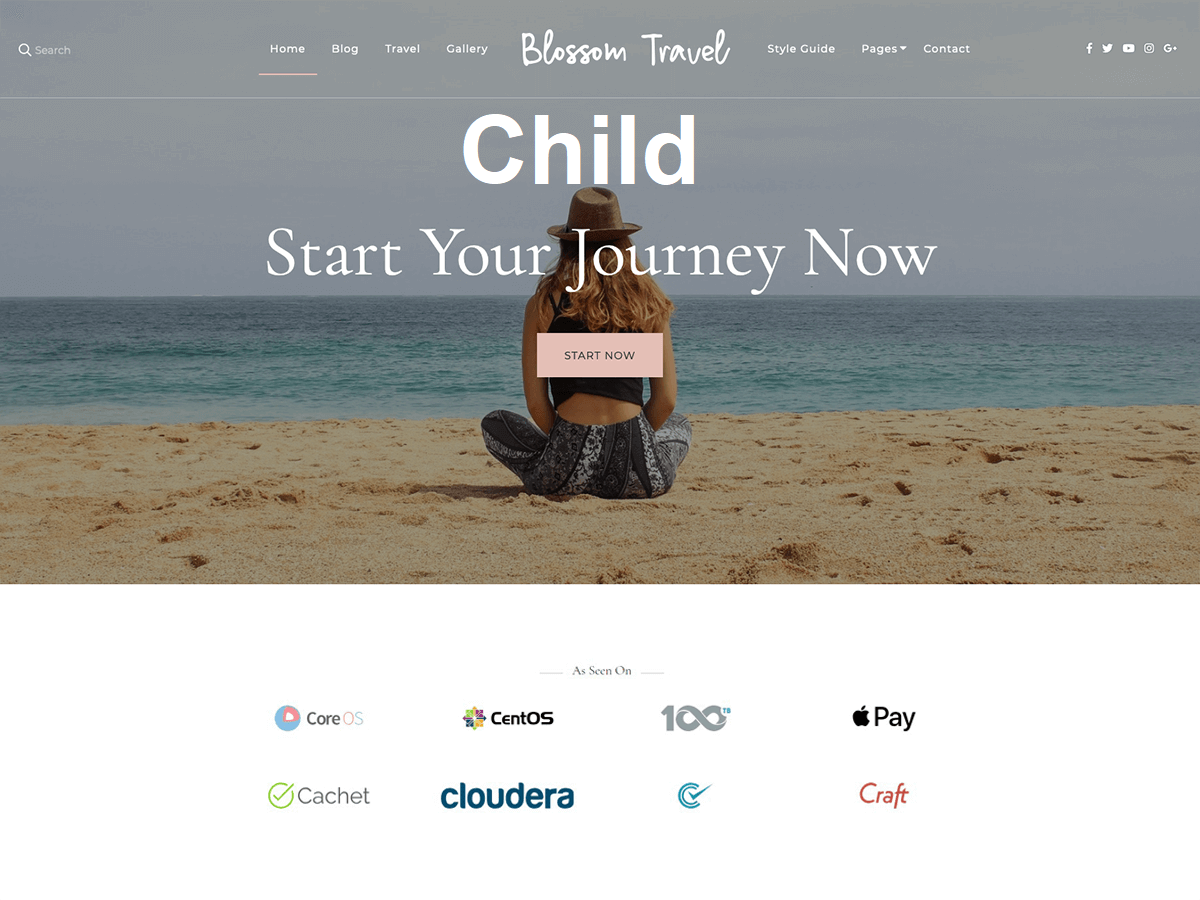 Search
Home Blog Travel Gallery Blossom Travel Style Guide Pages Contact
Child
Start Your Journey Now
START NOW
As Seen On
CoreOS CentOS 100TB Pay
Cachet cloudera Craft